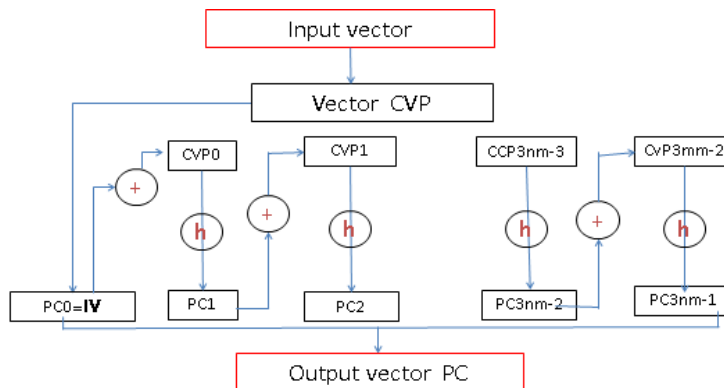 Input vector
Vector CVP
CVP0
CVP1
CCP3nm-3
CvP3mm-2
+
+
+
h
h
h
h
PC0=IV
PC1
PC2
PC3nm-2
PC3nm-1
Output vector PC